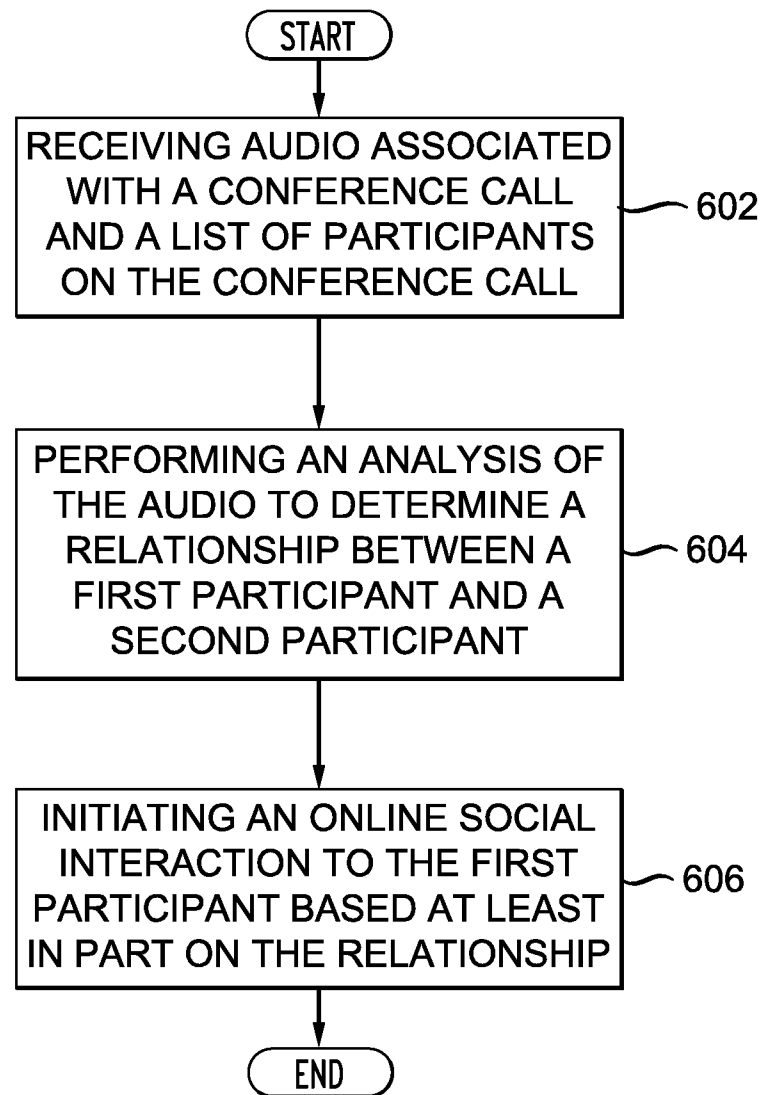 START
RECEIVING AUDIO ASSOCIATED
WITH A CONFERENCE CALL
AND A LIST OF PARTICIPANTS
ON THE CONFERENCE CALL
602
PERFORMING AN ANALYSIS OF
THE AUDIO TO DETERMINE A
RELATIONSHIP BETWEEN A
FIRST PARTICIPANT AND A
SECOND PARTICIPANT
604
INITIATING AN ONLINE SOCIAL
INTERACTION TO THE FIRST
PARTICIPANT BASED AT LEAST
IN PART ON THE RELATIONSHIP
606
END